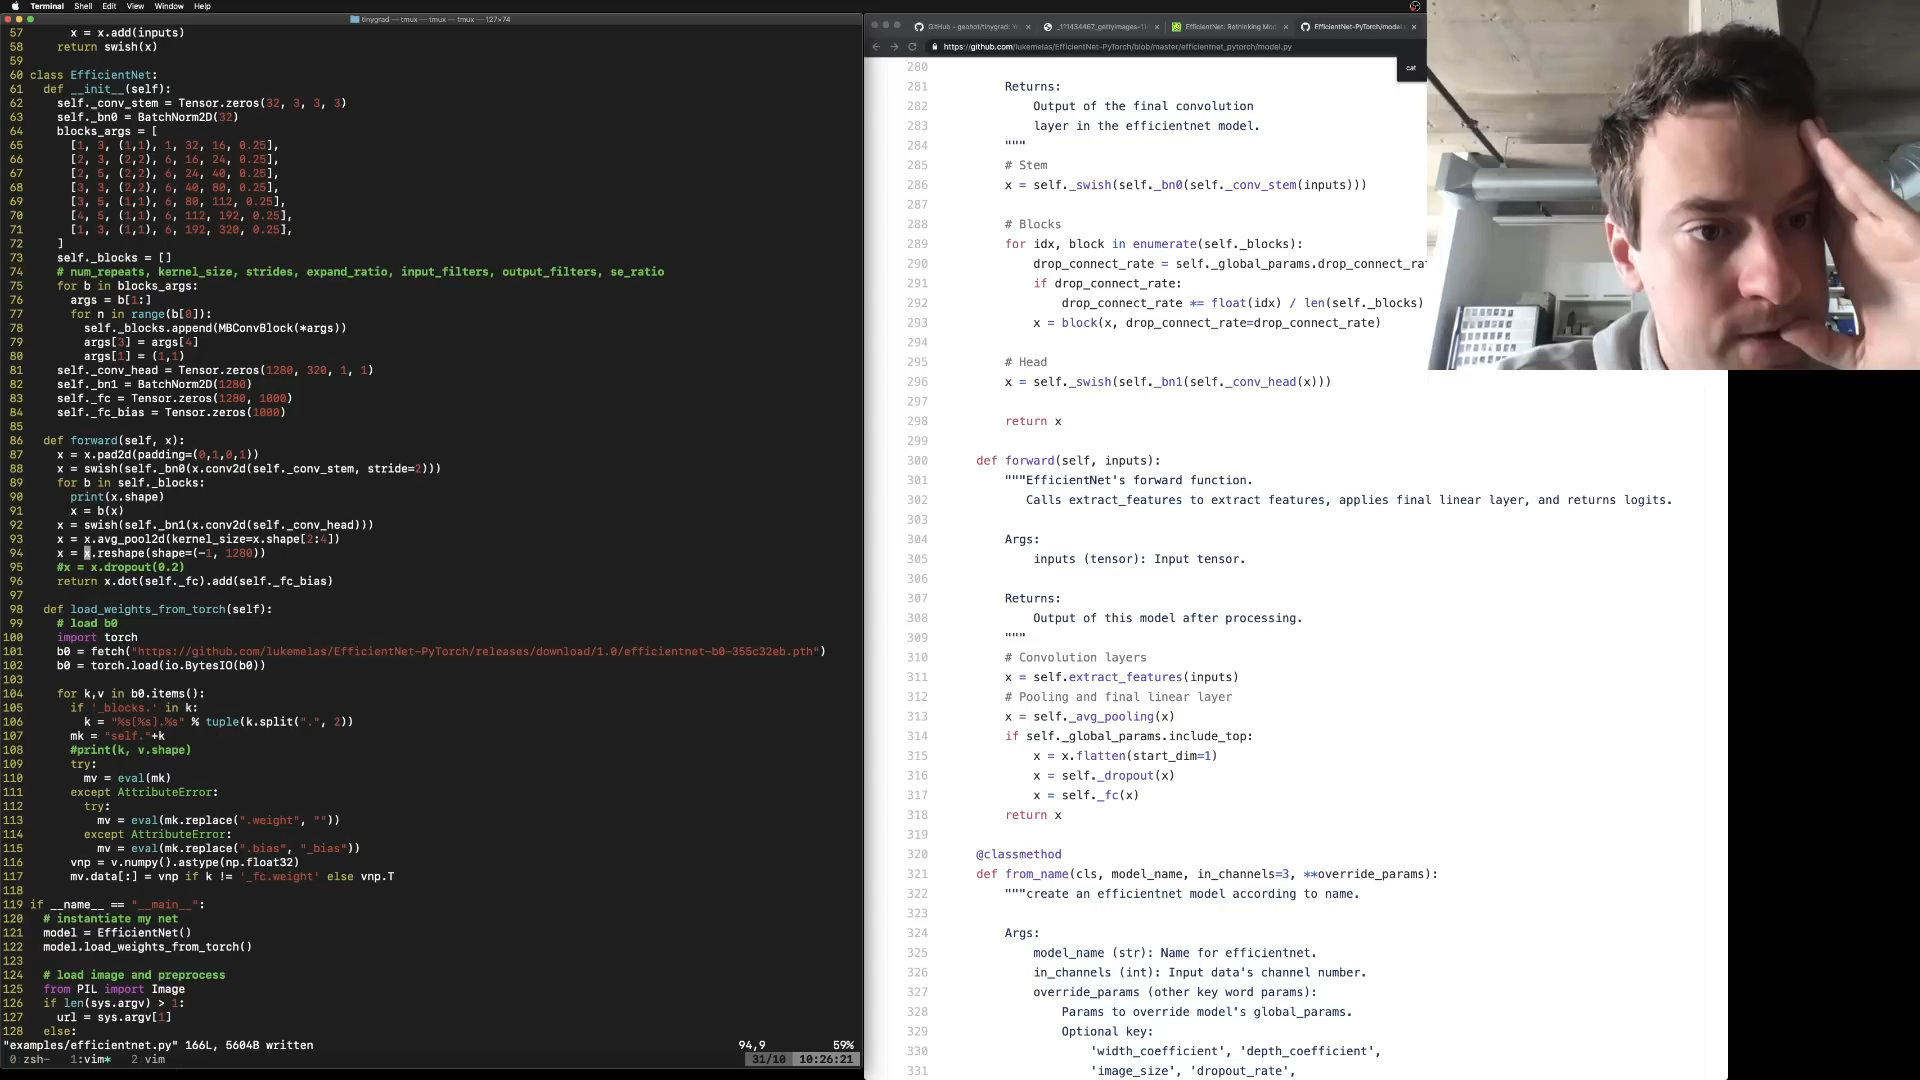 Terminal Shell Edit View Window Help
tinygrad — tmux — tmux — tmux — 127×74
57 x = x.add(inputs)
58 return swish(x)
59
60 class EfficientNet:
61 def __init__(self):
62 self._conv_stem = Tensor.zeros(32, 3, 3, 3)
63 self._bn0 = BatchNorm2D(32)
64 blocks_args = [
65 [1, 3, (1,1), 1, 32, 16, 0.25],
66 [2, 3, (2,2), 6, 16, 24, 0.25],
67 [2, 5, (2,2), 6, 24, 40, 0.25],
68 [3, 3, (2,2), 6, 40, 80, 0.25],
69 [3, 5, (1,1), 6, 80, 112, 0.25],
70 [4, 5, (1,1), 6, 112, 192, 0.25],
71 [1, 3, (1,1), 6, 192, 320, 0.25],
72 ]
73 self._blocks = []
74 # num_repeats, kernel_size, strides, expand_ratio, input_filters, output_filters, se_ratio
75 for b in blocks_args:
76 args = b[1:]
77 for n in range(b[0]):
78 self._blocks.append(MBConvBlock(*args))
79 args[3] = args[4]
80 args[1] = (1,1)
81 self._conv_head = Tensor.zeros(1280, 320, 1, 1)
82 self._bn1 = BatchNorm2D(1280)
83 self._fc = Tensor.zeros(1280, 1000)
84 self._fc_bias = Tensor.zeros(1000)
85
86 def forward(self, x):
87 x = x.pad2d(padding=(0,1,0,1))
88 x = swish(self._bn0(x.conv2d(self._conv_stem, stride=2)))
89 for b in self._blocks:
90 print(x.shape)
91 x = b(x)
92 x = swish(self._bn1(x.conv2d(self._conv_head)))
93 x = x.avg_pool2d(kernel_size=x.shape[2:4])
94 x = x.reshape(shape=(-1, 1280))
95 #x = x.dropout(0.2)
96 return x.dot(self._fc).add(self._fc_bias)
97
98 def load_weights_from_torch(self):
99 # load b0
100 import torch
101 b0 = fetch("https://github.com/lukemelas/EfficientNet-PyTorch/releases/download/1.0/efficientnet-b0-355c32eb.pth")
102 b0 = torch.load(io.BytesIO(b0))
103
104 for k,v in b0.items():
105 if '_blocks.' in k:
106 k = "%s[%s].%s" % tuple(k.split(".", 2))
107 mk = "self."+k
108 #print(k, v.shape)
109 try:
110 mv = eval(mk)
111 except AttributeError:
112 try:
113 mv = eval(mk.replace(".weight", ""))
114 except AttributeError:
115 mv = eval(mk.replace(".bias", "_bias"))
116 vnp = v.numpy().astype(np.float32)
117 mv.data[:] = vnp if k != '_fc.weight' else vnp.T
118
119 if __name__ == "__main__":
120 # instantiate my net
121 model = EfficientNet()
122 model.load_weights_from_torch()
123
124 # load image and preprocess
125 from PIL import Image
126 if len(sys.argv) > 1:
127 url = sys.argv[1]
128 else:
"examples/efficientnet.py" 166L, 5604B written 94,9 59%
0:zsh- 1:vim* 2:vim 31/10 10:26:21
GitHub - geohot/tinygrad: Y
_111434467_gettyimages-1
EfficientNet: Rethinking Mo
EfficientNet-PyTorch/model
https://github.com/lukemelas/EfficientNet-PyTorch/blob/master/efficientnet_pytorch/model.py
cat
280
281 Returns:
282 Output of the final convolution
283 layer in the efficientnet model.
284 """
285 # Stem
286 x = self._swish(self._bn0(self._conv_stem(inputs)))
287
288 # Blocks
289 for idx, block in enumerate(self._blocks):
290 drop_connect_rate = self._global_params.drop_connect_ra
291 if drop_connect_rate:
292 drop_connect_rate *= float(idx) / len(self._blocks)
293 x = block(x, drop_connect_rate=drop_connect_rate)
294
295 # Head
296 x = self._swish(self._bn1(self._conv_head(x)))
297
298 return x
299
300 def forward(self, inputs):
301 """EfficientNet's forward function.
302 Calls extract_features to extract features, applies final linear layer, and returns logits.
303
304 Args:
305 inputs (tensor): Input tensor.
306
307 Returns:
308 Output of this model after processing.
309 """
310 # Convolution layers
311 x = self.extract_features(inputs)
312 # Pooling and final linear layer
313 x = self._avg_pooling(x)
314 if self._global_params.include_top:
315 x = x.flatten(start_dim=1)
316 x = self._dropout(x)
317 x = self._fc(x)
318 return x
319
320 @classmethod
321 def from_name(cls, model_name, in_channels=3, **override_params):
322 """create an efficientnet model according to name.
323
324 Args:
325 model_name (str): Name for efficientnet.
326 in_channels (int): Input data's channel number.
327 override_params (other key word params):
328 Params to override model's global_params.
329 Optional key:
330 'width_coefficient', 'depth_coefficient',
331 'image_size', 'dropout_rate',